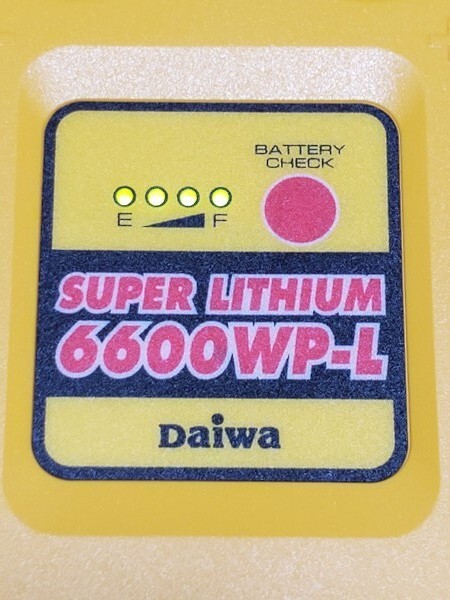 BATTERY
CHECK
E F
SUPER LITHIUM
6600WP-L
Daiwa